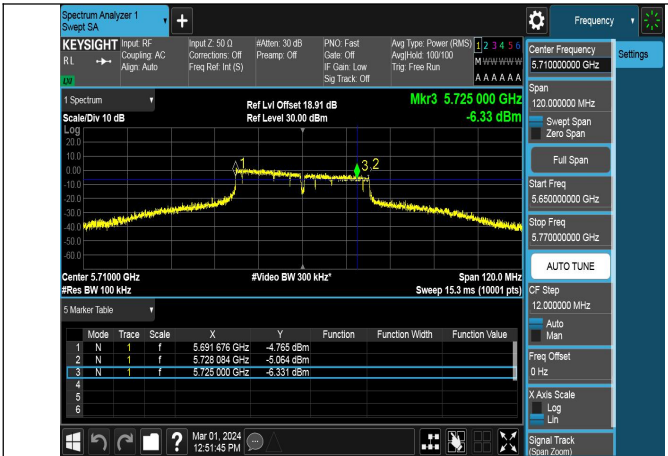 Spectrum Analyzer 1
Swept SA
Frequency
KEYSIGHT
RL
Input: RF
Coupling: AC
Align: Auto
Input Z: 50 Ω
Corrections: Off
Freq Ref: Int (S)
#Atten: 30 dB
Preamp: Off
PNO: Fast
Gate: Off
IF Gain: Low
Sig Track: Off
Avg Type: Power (RMS)
Avg|Hold: 100/100
Trig: Free Run
1 2 3 4 5 6
M W W W W W
A A A A A A
LXI
1 Spectrum
Scale/Div 10 dB
Ref Lvl Offset 18.91 dB
Ref Level 30.00 dBm
Mkr3 5.725 000 GHz
-6.33 dBm
Log
20.0
10.0
0.00
-10.0
-20.0
-30.0
-40.0
-50.0
-60.0
1
3
2
Center 5.71000 GHz
#Res BW 100 kHz
#Video BW 300 kHz*
Span 120.0 MHz
Sweep 15.3 ms (10001 pts)
5 Marker Table
Mode Trace Scale X Y Function Function Width Function Value
1 N 1 f 5.691 676 GHz -4.765 dBm
2 N 1 f 5.728 084 GHz -5.064 dBm
3 N 1 f 5.725 000 GHz -6.331 dBm
4
5
6
Mar 01, 2024
12:51:45 PM
Settings
Center Frequency
5.710000000 GHz
Span
120.000000 MHz
Swept Span
Zero Span
Full Span
Start Freq
5.650000000 GHz
Stop Freq
5.770000000 GHz
AUTO TUNE
CF Step
12.000000 MHz
Auto
Man
Freq Offset
0 Hz
X Axis Scale
Log
Lin
Signal Track
(Span Zoom)